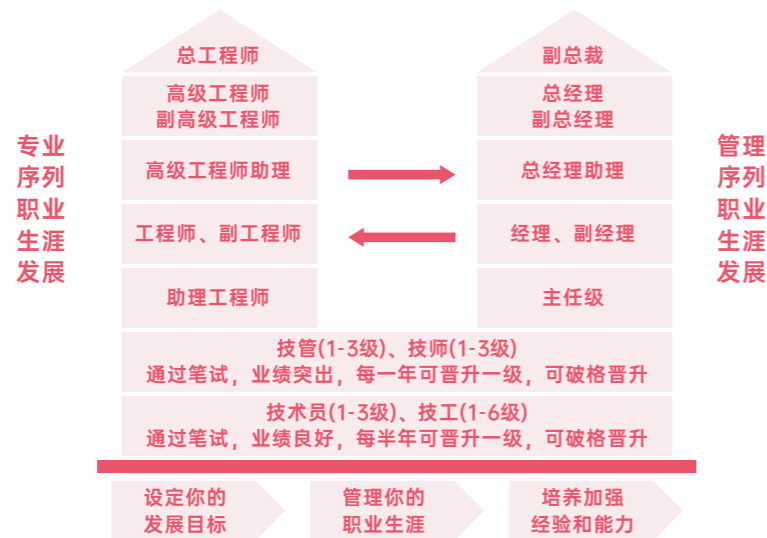 总工程师
副总裁
高级工程师
副高级工程师
总经理
副总经理
专业
序列
职业
生涯
发展
高级工程师助理
总经理助理
管理
序列
职业
生涯
发展
工程师、副工程师
经理、副经理
助理工程师
主任级
技管(1-3级)、技师(1-3级)
通过笔试，业绩突出，每一年可晋升一级，可破格晋升
技术员(1-3级)、技工(1-6级)
通过笔试，业绩良好，每半年可晋升一级，可破格晋升
设定你的
发展目标
管理你的
职业生涯
培养加强
经验和能力